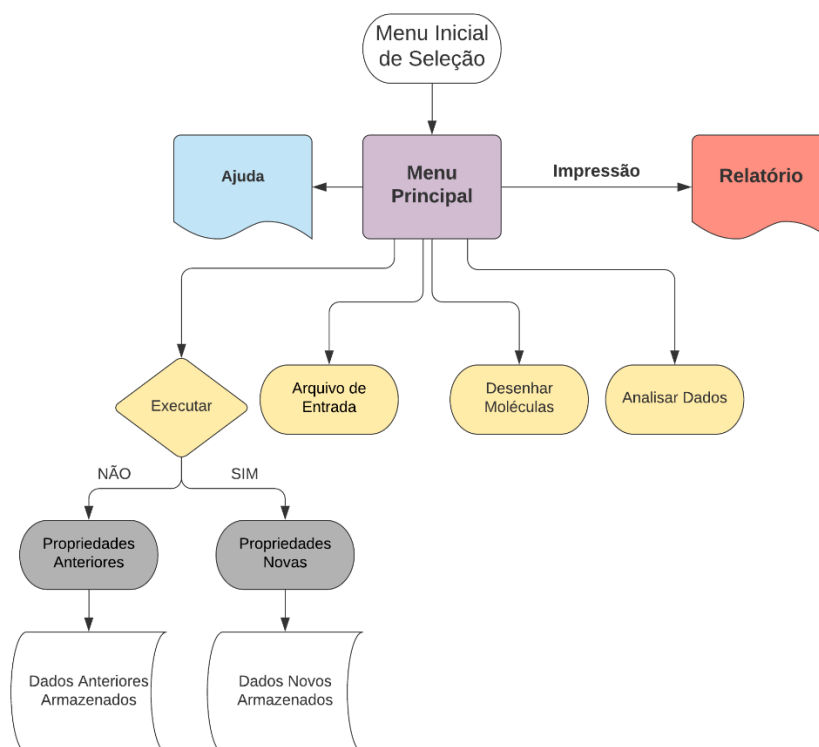 Menu Inicial
de Seleção
Ajuda
Menu
Principal
Impressão
Relatório
Executar
Arquivo de
Entrada
Desenhar
Moléculas
Analisar Dados
NÃO
SIM
Propriedades
Anteriores
Propriedades
Novas
Dados Anteriores
Armazenados
Dados Novos
Armazenados